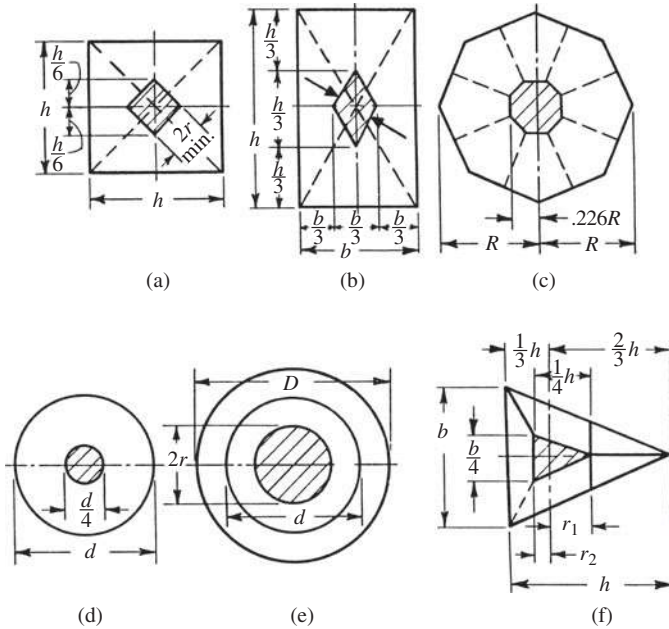 h/6
h
h/6
2r min.
h
(a)
h/3
h/3
h
h/3
b/3 b/3 b/3
b
(b)
.226R
R R
(c)
d/4
d
(d)
D
2r
d
(e)
1/3 h 2/3 h
1/4 h
b
b/4
r₁
r₂
h
(f)